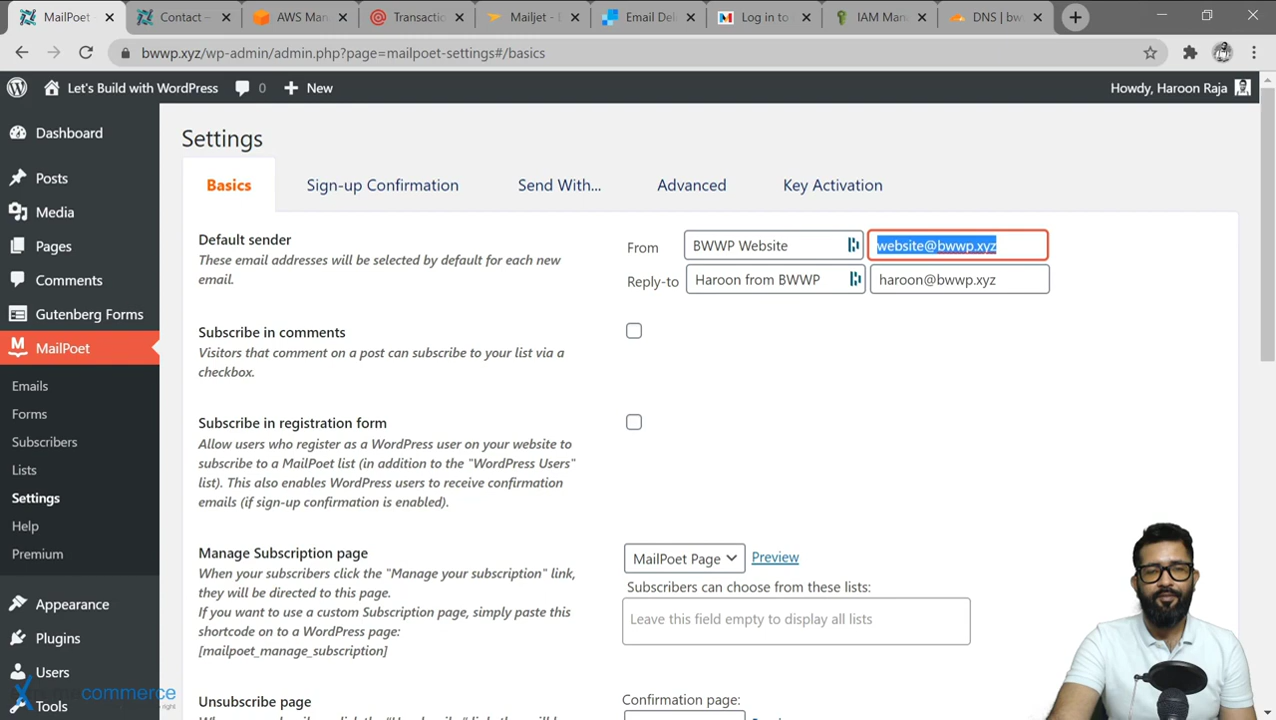 MailPoet
Contact –
AWS Man
Transactio
Mailjet - L
Email Del
Log in to
IAM Man
DNS | bw
bwwp.xyz/wp-admin/admin.php?page=mailpoet-settings#/basics
Let's Build with WordPress
0
New
Howdy, Haroon Raja
Dashboard
Posts
Media
Pages
Comments
Gutenberg Forms
MailPoet
Emails
Forms
Subscribers
Lists
Settings
Help
Premium
Appearance
Plugins
Users
Tools
Settings
Basics
Sign-up Confirmation
Send With...
Advanced
Key Activation
Default sender
These email addresses will be selected by default for each new
email.
From
BWWP Website
website@bwwp.xyz
Reply-to
Haroon from BWWP
haroon@bwwp.xyz
Subscribe in comments
Visitors that comment on a post can subscribe to your list via a
checkbox.
Subscribe in registration form
Allow users who register as a WordPress user on your website to
subscribe to a MailPoet list (in addition to the "WordPress Users"
list). This also enables WordPress users to receive confirmation
emails (if sign-up confirmation is enabled).
Manage Subscription page
When your subscribers click the "Manage your subscription" link,
they will be directed to this page.
If you want to use a custom Subscription page, simply paste this
shortcode on to a WordPress page:
[mailpoet_manage_subscription]
MailPoet Page
Preview
Subscribers can choose from these lists:
Leave this field empty to display all lists
Unsubscribe page
Confirmation page:
commerce